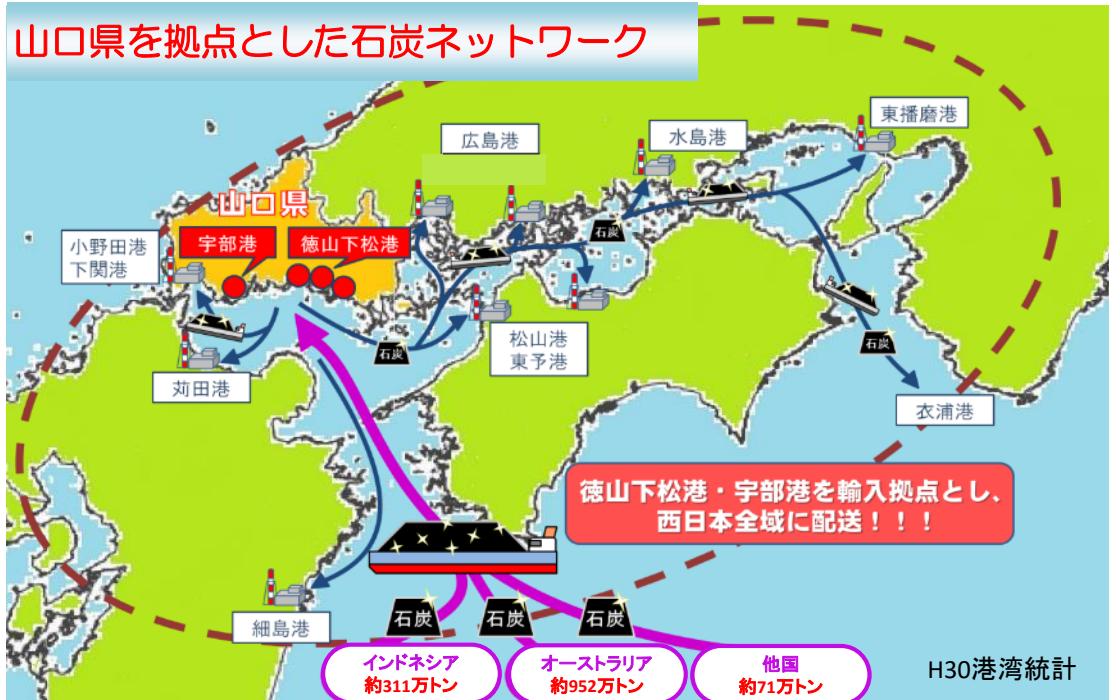 山口県を拠点とした石炭ネットワーク
東播磨港
水島港
広島港
山口県
小野田港
下関港
宇部港
徳山下松港
石炭
石炭
松山港
東予港
石炭
苅田港
衣浦港
徳山下松港・宇部港を輸入拠点とし、
西日本全域に配送!!!
細島港
石炭
石炭
石炭
インドネシア
約311万トン
オーストラリア
約952万トン
他国
約71万トン
H30港湾統計